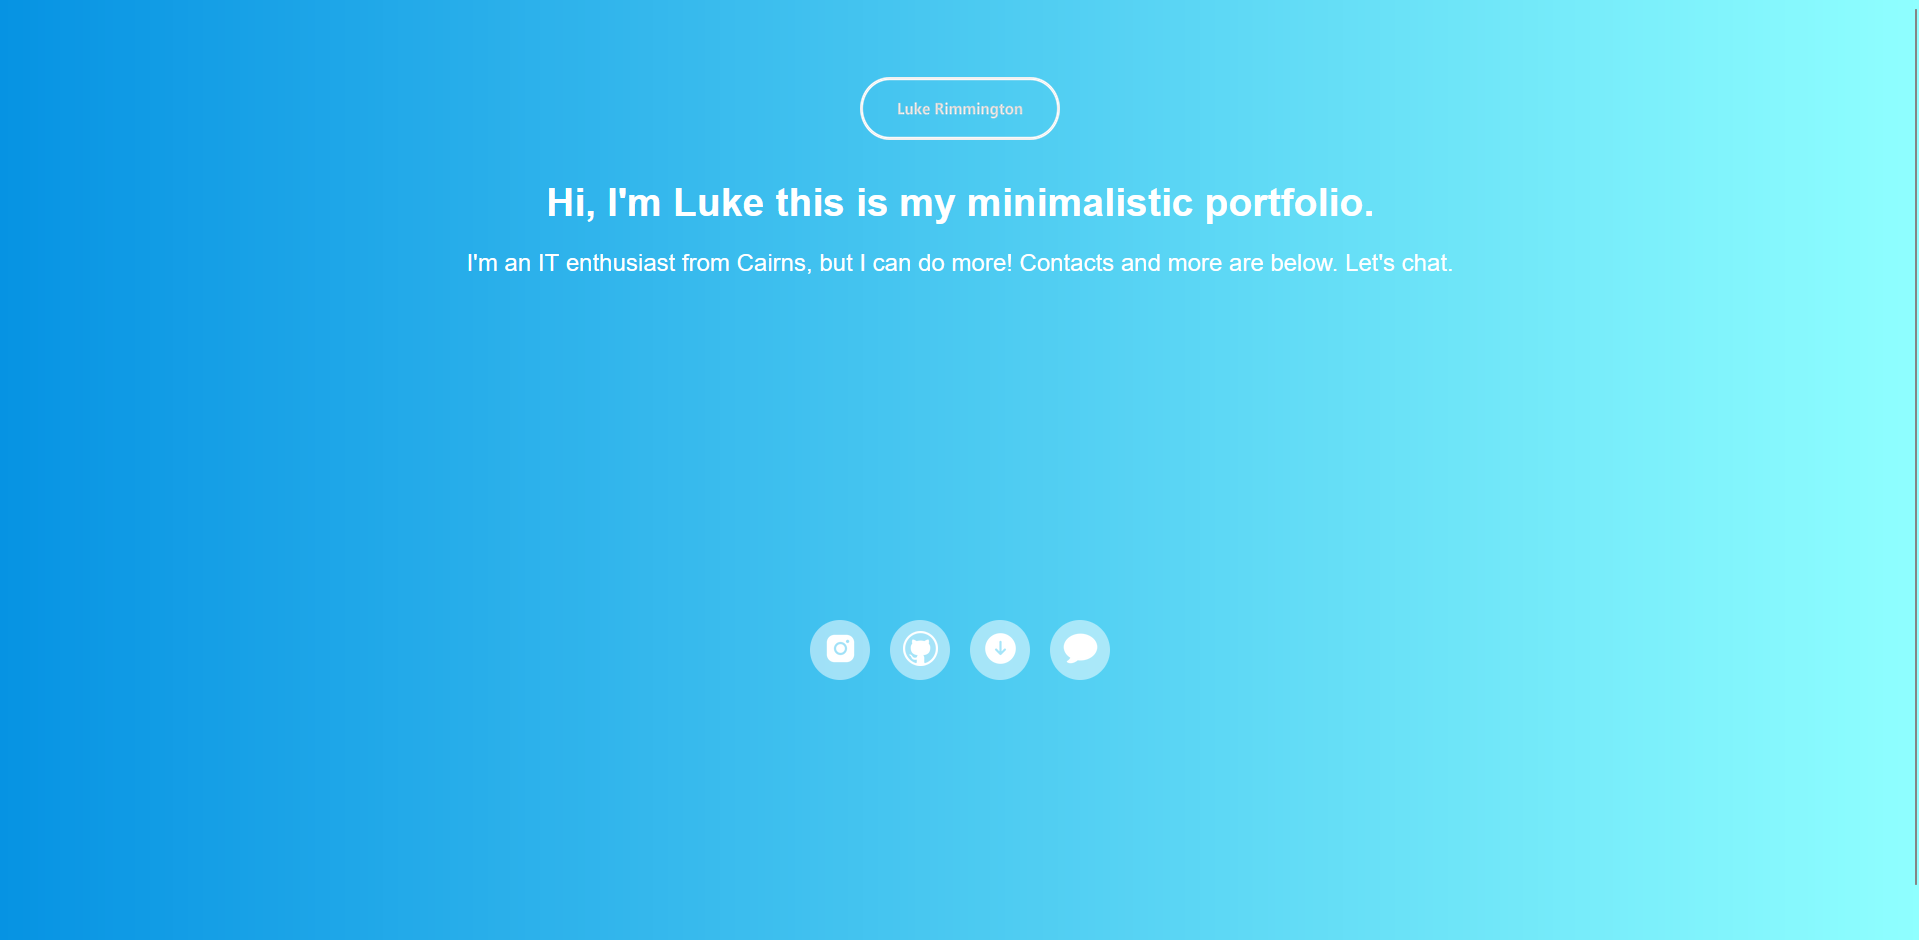 Luke Rimmington
Hi, I'm Luke this is my minimalistic portfolio.
I'm an IT enthusiast from Cairns, but I can do more! Contacts and more are below. Let's chat.